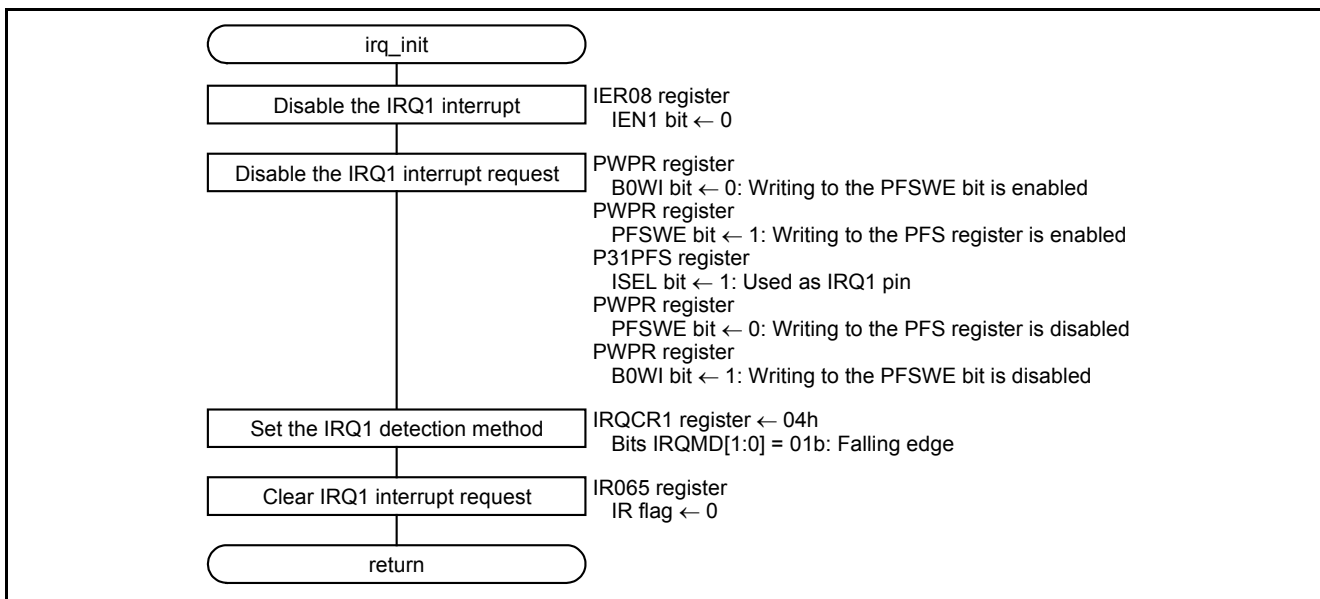 irq_init
Disable the IRQ1 interrupt
IER08 register
IEN1 bit ← 0
Disable the IRQ1 interrupt request
PWPR register
B0WI bit ← 0: Writing to the PFSWE bit is enabled
PWPR register
PFSWE bit ← 1: Writing to the PFS register is enabled
P31PFS register
ISEL bit ← 1: Used as IRQ1 pin
PWPR register
PFSWE bit ← 0: Writing to the PFS register is disabled
PWPR register
B0WI bit ← 1: Writing to the PFSWE bit is disabled
Set the IRQ1 detection method
IRQCR1 register ← 04h
Bits IRQMD[1:0] = 01b: Falling edge
Clear IRQ1 interrupt request
IR065 register
IR flag ← 0
return